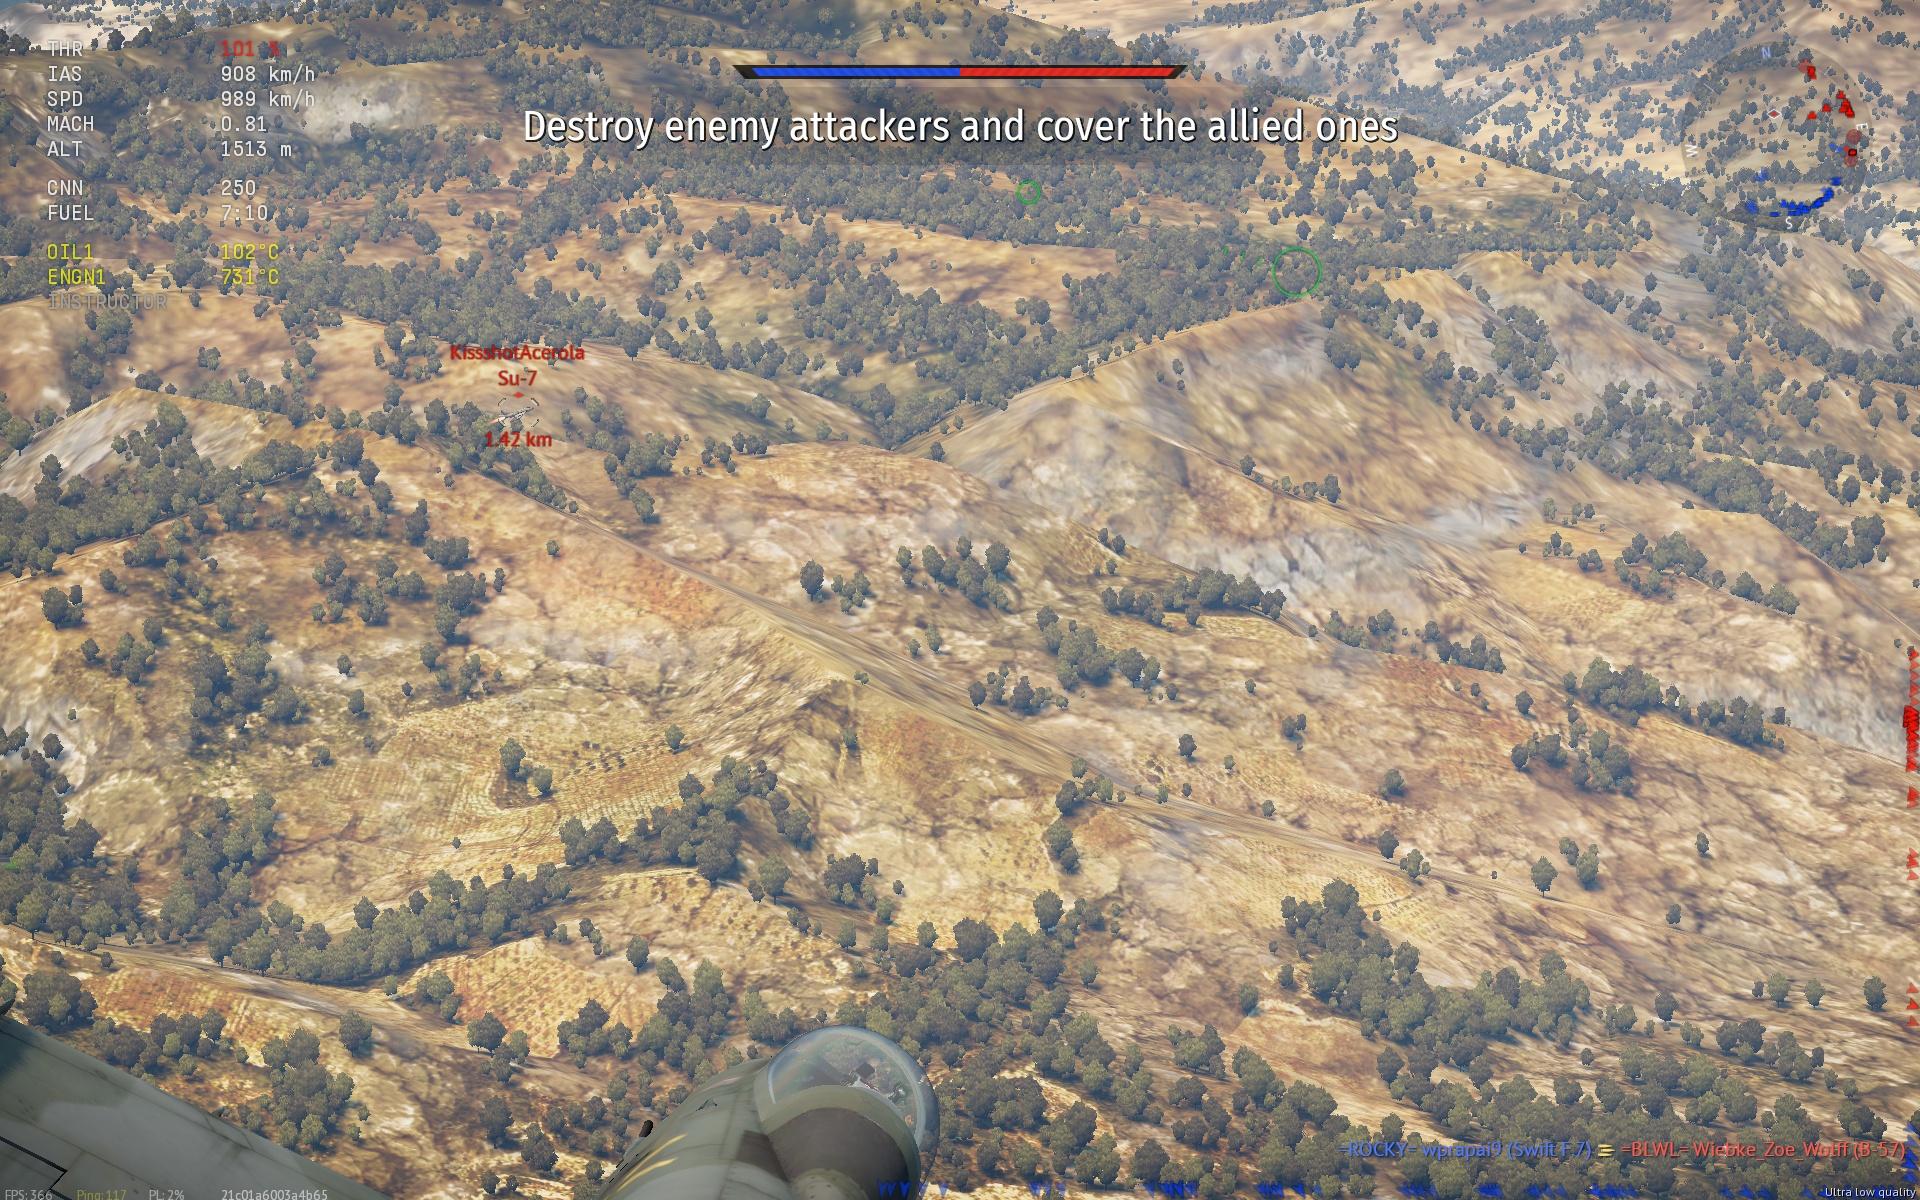 THR 101 %
IAS 908 km/h
SPD 989 km/h
MACH 0.81
ALT 1513 m
CNN 250
FUEL 7:10
OIL1 102°C
ENGN1 731°C
INSTRUCTOR
Destroy enemy attackers and cover the allied ones
N
E
W
S
KissshotAcerola
Su-7
1.42 km
=ROCKY= wprapai9 (Swift F.7) =BLWL= Wiebke_Zoe_Wolff (B-57)
FPS:366 Ping:117 PL:2% 21c01a6003a4b65
Ultra low quality